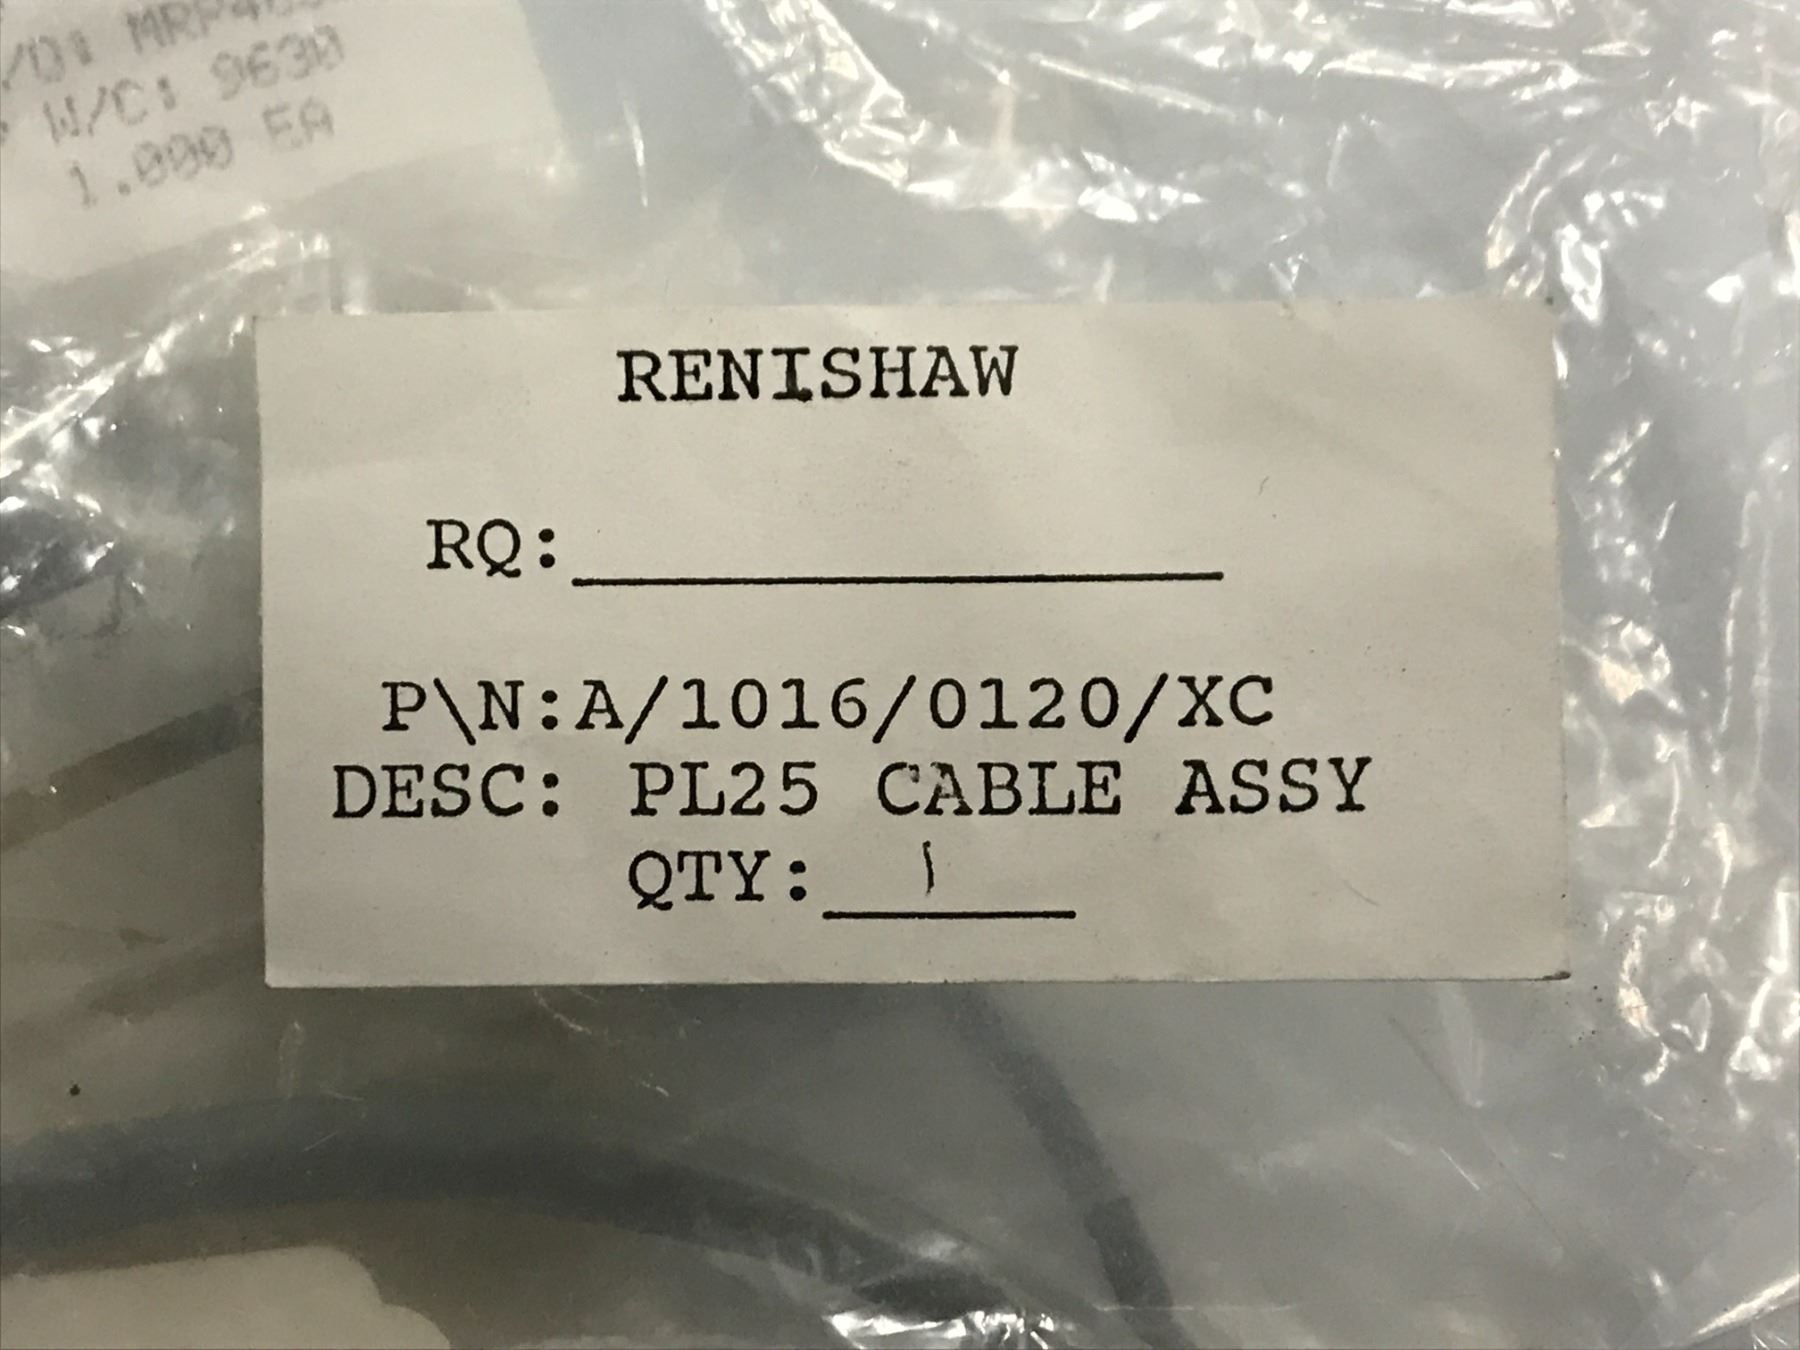 W/C: 9630
1.000 EA
RENISHAW
RQ:
P\N:A/1016/0120/XC
DESC: PL25 CABLE ASSY
QTY: 1